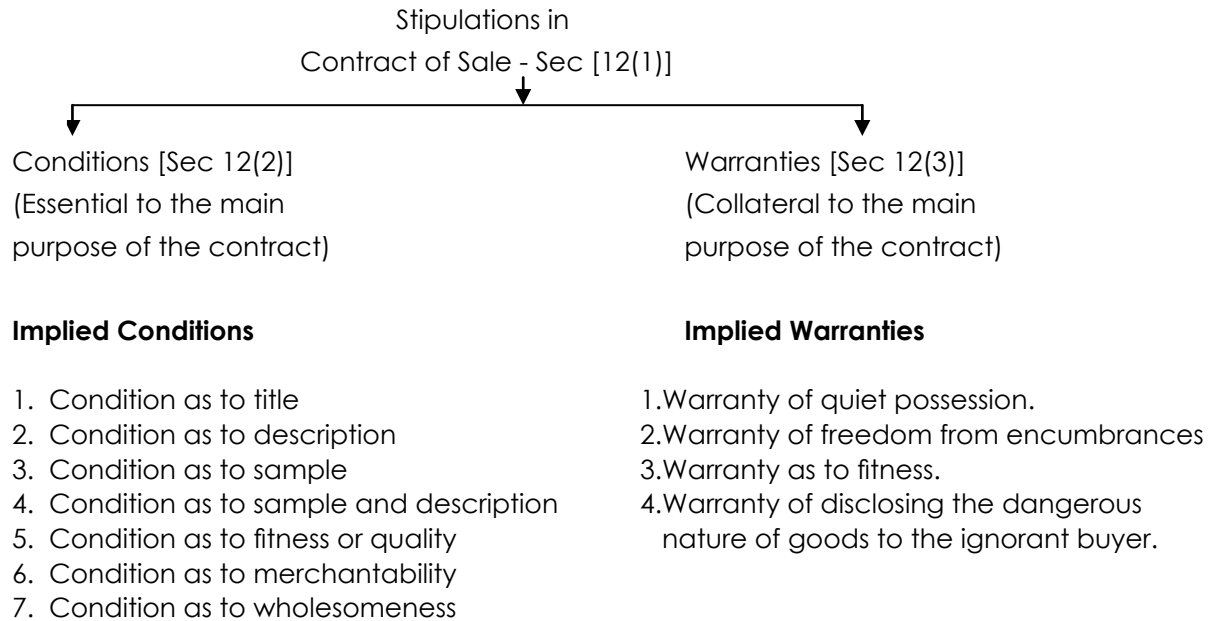 Stipulations in
Contract of Sale - Sec [12(1)]
Conditions [Sec 12(2)]
(Essential to the main
purpose of the contract)
Warranties [Sec 12(3)]
(Collateral to the main
purpose of the contract)
Implied Conditions
1. Condition as to title
2. Condition as to description
3. Condition as to sample
4. Condition as to sample and description
5. Condition as to fitness or quality
6. Condition as to merchantability
7. Condition as to wholesomeness
Implied Warranties
1.Warranty of quiet possession.
2.Warranty of freedom from encumbrances
3.Warranty as to fitness.
4.Warranty of disclosing the dangerous
nature of goods to the ignorant buyer.